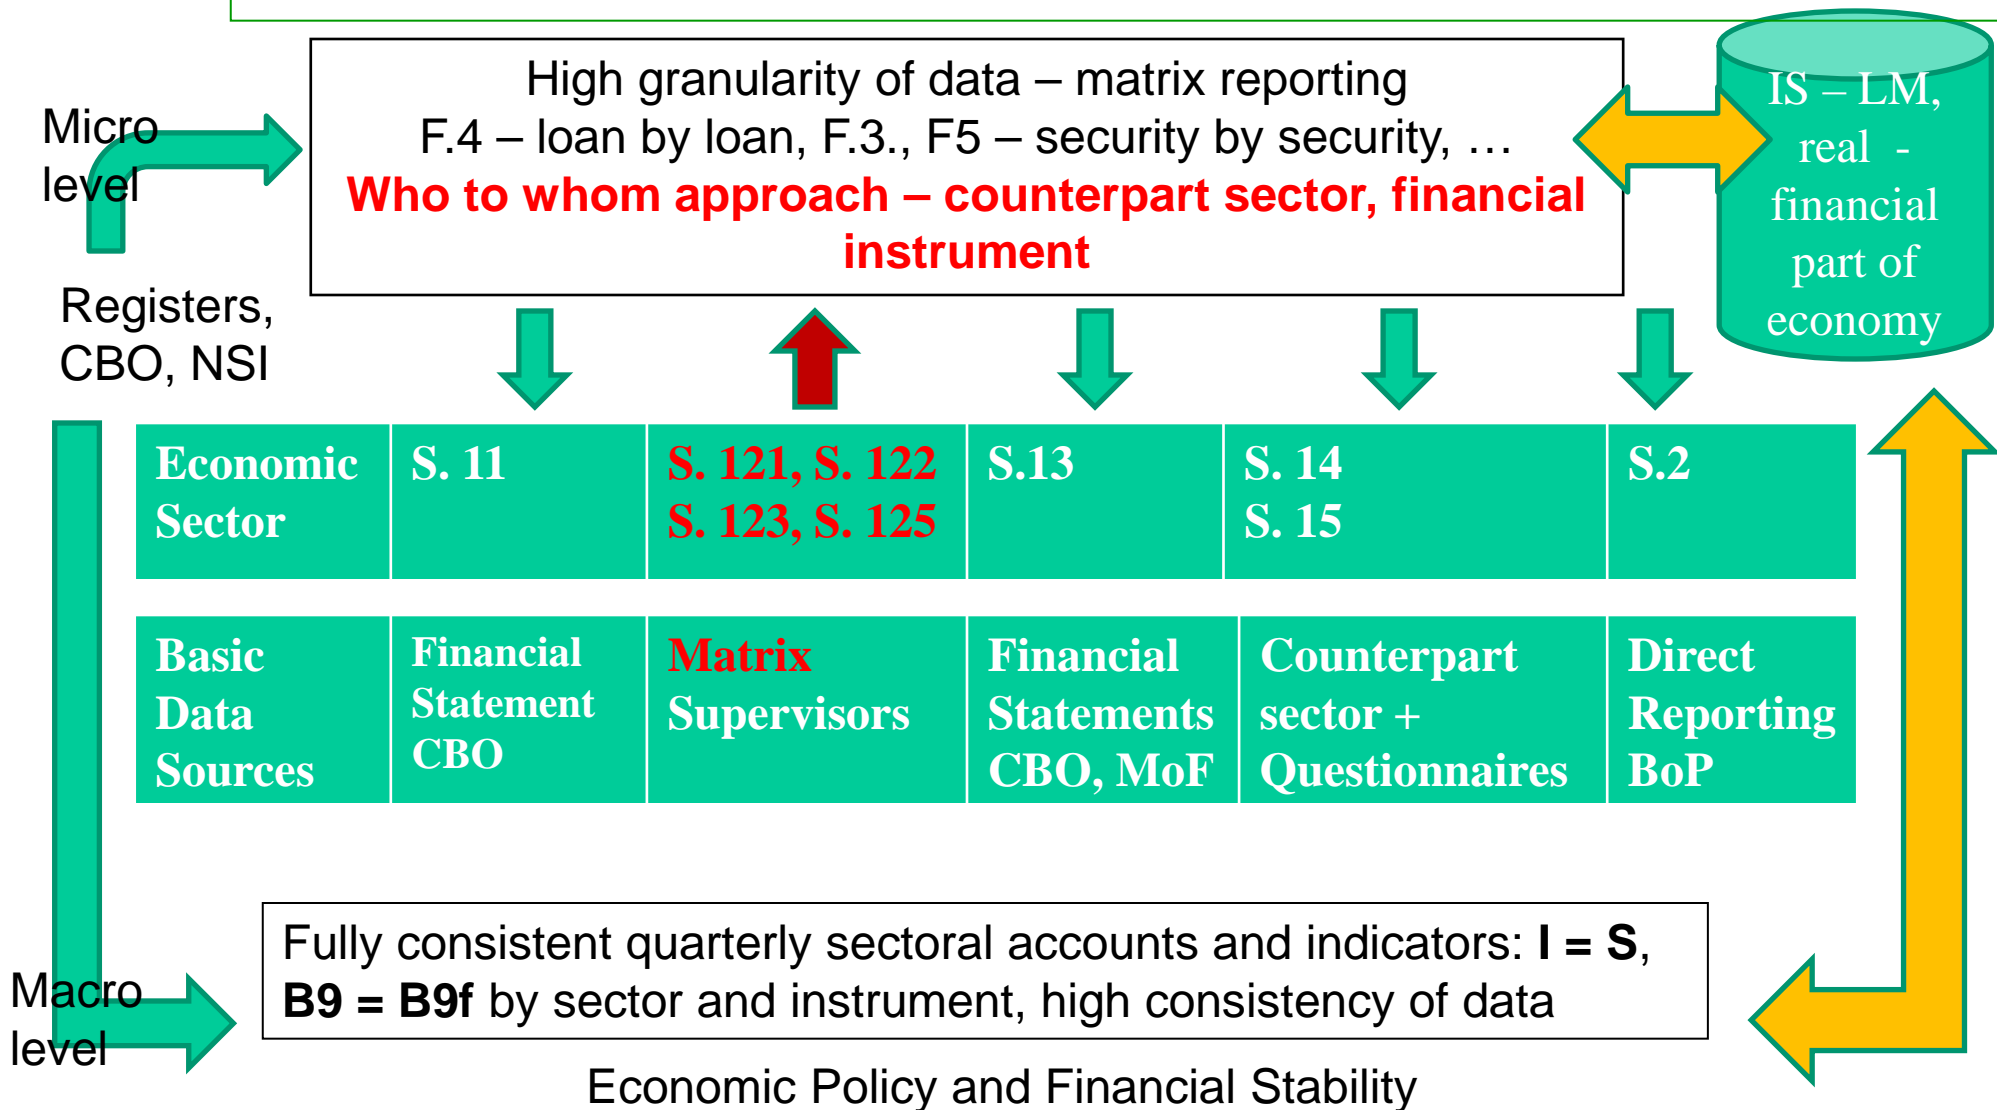 High granularity of data – matrix reporting
F.4 – loan by loan, F.3., F5 – security by security, …
Who to whom approach – counterpart sector, financial
instrument
IS – LM,
real -
financial
part of
economy
Micro
level
Registers,
CBO, NSI
Economic
Sector
S. 11
S. 121, S. 122
S. 123, S. 125
S.13
S. 14
S. 15
S.2
Basic
Data
Sources
Financial
Statement
CBO
Matrix
Supervisors
Financial
Statements
CBO, MoF
Counterpart
sector +
Questionnaires
Direct
Reporting
BoP
Macro
level
Fully consistent quarterly sectoral accounts and indicators: I = S,
B9 = B9f by sector and instrument, high consistency of data
Economic Policy and Financial Stability